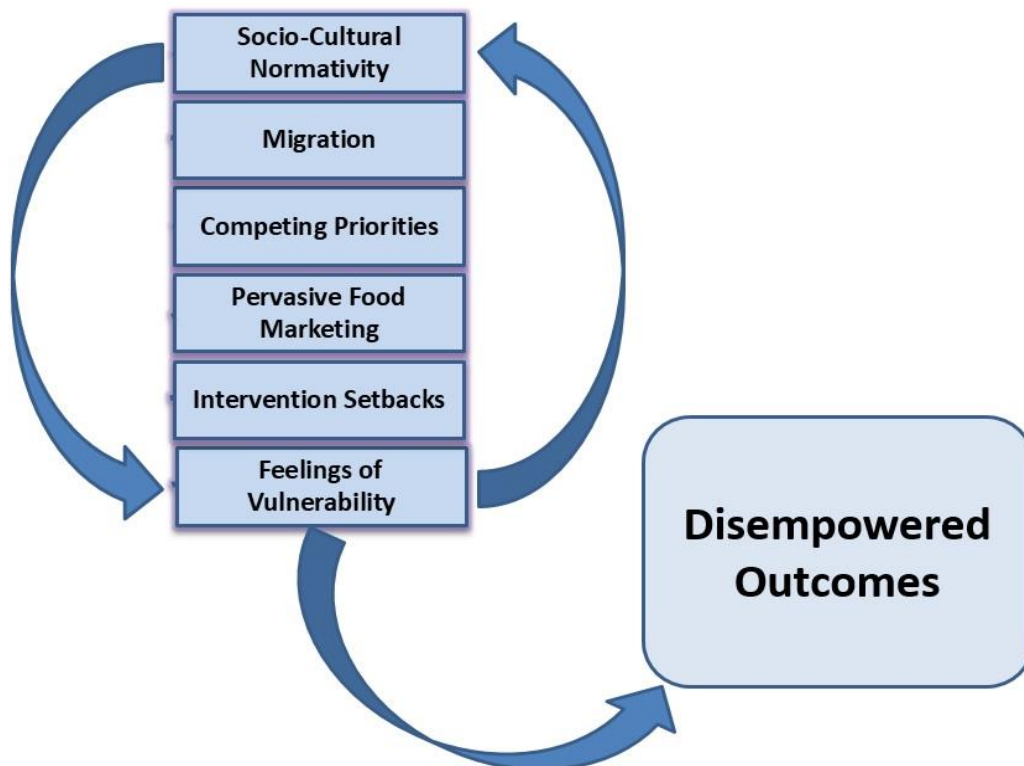 Socio-Cultural
Normativity
Migration
Competing Priorities
Pervasive Food
Marketing
Intervention Setbacks
Feelings of
Vulnerability
Disempowered
Outcomes